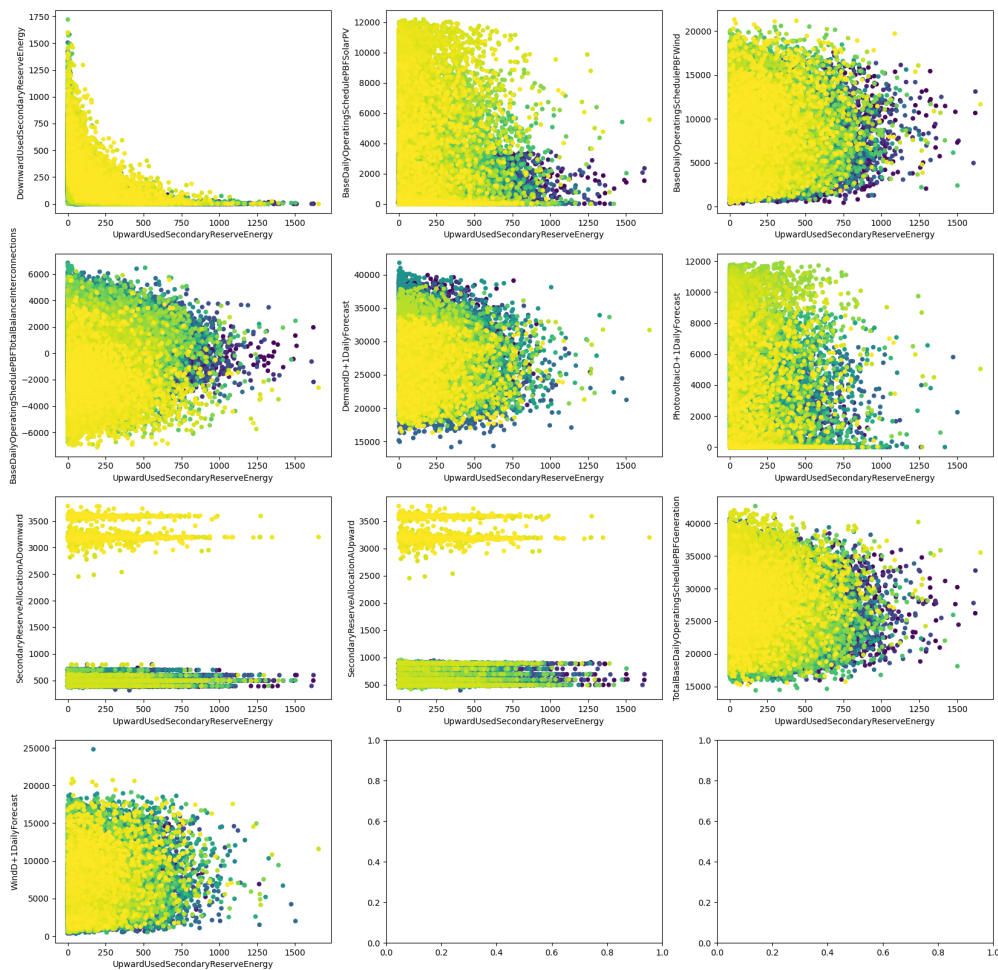 DownwardUsedSecondaryReserveEnergy
1750
1500
1250
1000
750
500
250
0
0 250 500 750 1000 1250 1500
UpwardUsedSecondaryReserveEnergy
BaseDailyOperatingSchedulePBFSolarPV
12000
10000
8000
6000
4000
2000
0
0 250 500 750 1000 1250 1500
UpwardUsedSecondaryReserveEnergy
BaseDailyOperatingSchedulePBFWind
20000
15000
10000
5000
0
0 250 500 750 1000 1250 1500
UpwardUsedSecondaryReserveEnergy
BaseDailyOperatingShedulePBFTotalBalanceInterconnections
6000
4000
2000
0
−2000
−4000
−6000
0 250 500 750 1000 1250 1500
UpwardUsedSecondaryReserveEnergy
DemandD+1DailyForecast
40000
35000
30000
25000
20000
15000
0 250 500 750 1000 1250 1500
UpwardUsedSecondaryReserveEnergy
PhotovoltaicD+1DailyForecast
12000
10000
8000
6000
4000
2000
0
0 250 500 750 1000 1250 1500
UpwardUsedSecondaryReserveEnergy
SecondaryReserveAllocationADownward
3500
3000
2500
2000
1500
1000
500
0 250 500 750 1000 1250 1500
UpwardUsedSecondaryReserveEnergy
SecondaryReserveAllocationAUpward
3500
3000
2500
2000
1500
1000
500
0 250 500 750 1000 1250 1500
UpwardUsedSecondaryReserveEnergy
TotalBaseDailyOperatingSchedulePBFGeneration
40000
35000
30000
25000
20000
15000
0 250 500 750 1000 1250 1500
UpwardUsedSecondaryReserveEnergy
WindD+1DailyForecast
25000
20000
15000
10000
5000
0
0 250 500 750 1000 1250 1500
UpwardUsedSecondaryReserveEnergy
1.0
0.8
0.6
0.4
0.2
0.0
0.0 0.2 0.4 0.6 0.8 1.0
1.0
0.8
0.6
0.4
0.2
0.0
0.0 0.2 0.4 0.6 0.8 1.0